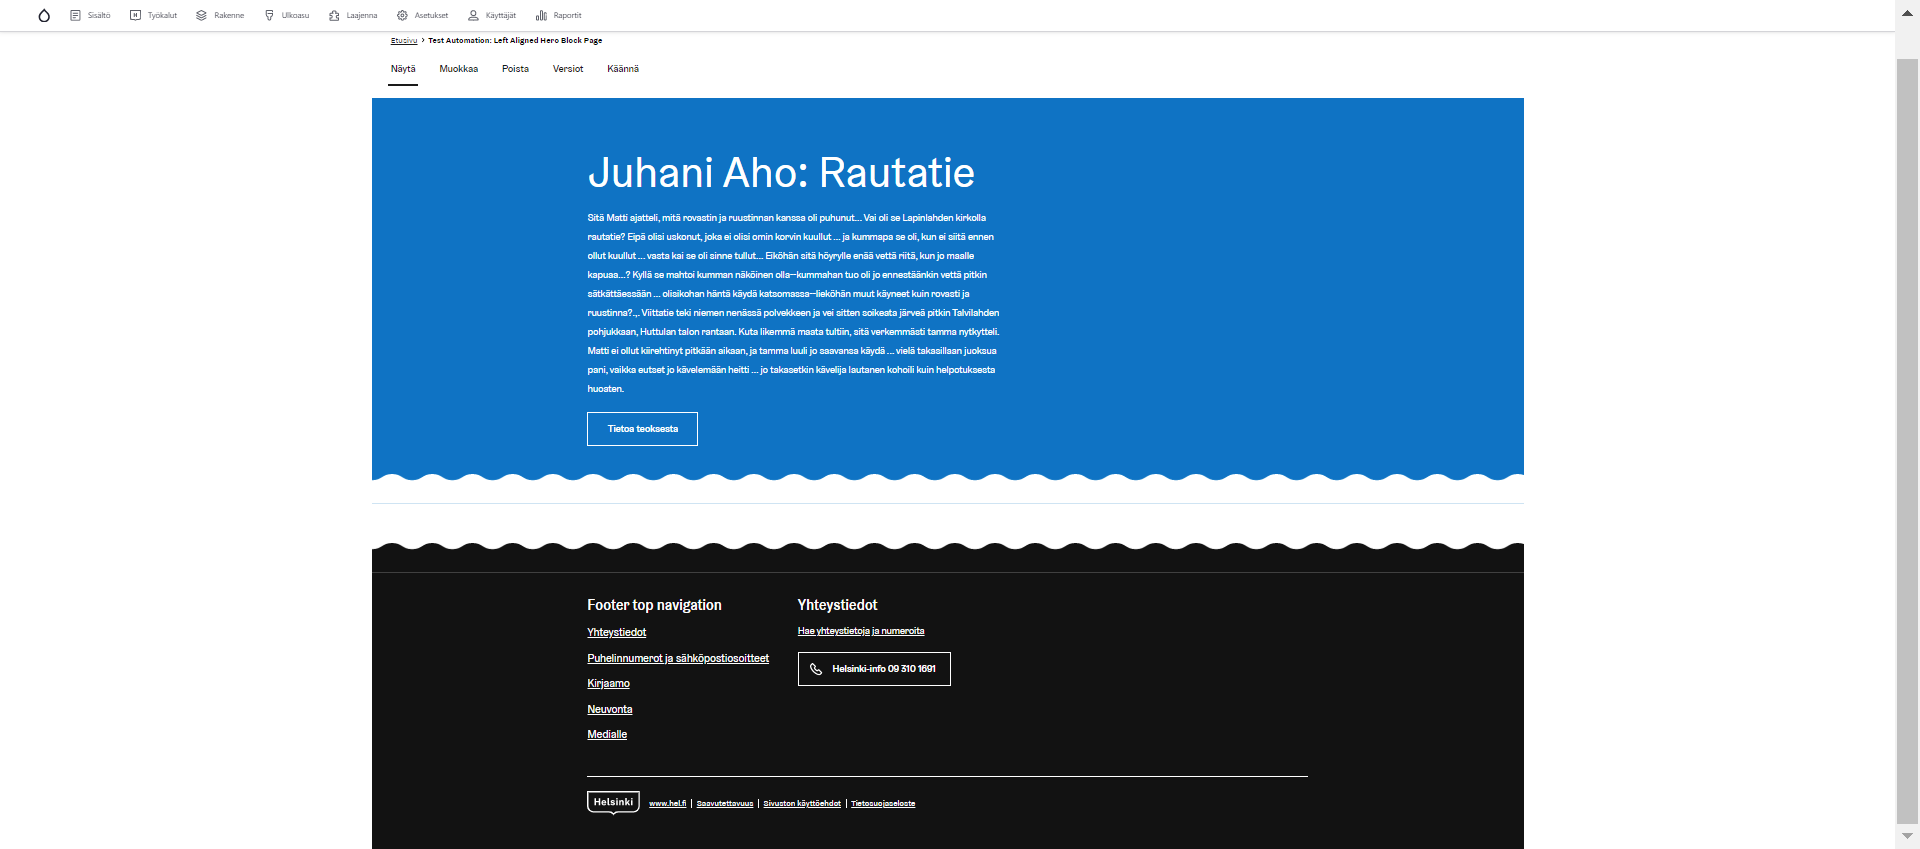 Sisältö Työkalut Rakenne Ulkoasu Laajenna Asetukset Käyttäjät Raportit
Etusivu > Test Automation: Left Aligned Hero Block Page
Näytä Muokkaa Poista Versiot Käännä
Juhani Aho: Rautatie
Sitä Matti ajatteli, mitä rovastin ja ruustinnan kanssa oli puhunut... Vai oli se Lapinlahden kirkolla
rautatie? Eipä olisi uskonut, joka ei olisi omin korvin kuullut ... ja kummapa se oli, kun ei siitä ennen
ollut kuullut ... vasta kai se oli sinne tullut... Eiköhän sitä höyrylle enää vettä riitä, kun jo maalle
kapuaa...? Kyllä se mahtoi kumman näköinen olla—kummahan tuo oli jo ennestäänkin vettä pitkin
sätkättäessään ... olisikohan häntä käydä katsomassa—lieköhän muut käyneet kuin rovasti ja
ruustinna?.,. Viittatie teki niemen nenässä polvekkeen ja vei sitten soikeata järveä pitkin Talvilahden
pohjukkaan, Huttulan talon rantaan. Kuta likemmä maata tultiin, sitä verkemmästi tamma nytkytteli.
Matti ei ollut kiirehtinyt pitkään aikaan, ja tamma luuli jo saavansa käydä ... vielä takasillaan juoksua
pani, vaikka eutset jo kävelemään heitti ... jo takasetkin kävelijä lautanen kohoili kuin helpotuksesta
huoaten.
Tietoa teoksesta
Footer top navigation
Yhteystiedot
Puhelinnumerot ja sähköpostiosoitteet
Kirjaamo
Neuvonta
Medialle
Yhteystiedot
Hae yhteystietoja ja numeroita
Helsinki-info 09 310 1691
Helsinki www.hel.fi | Saavutettavuus | Sivuston käyttöehdot | Tietosuojaseloste